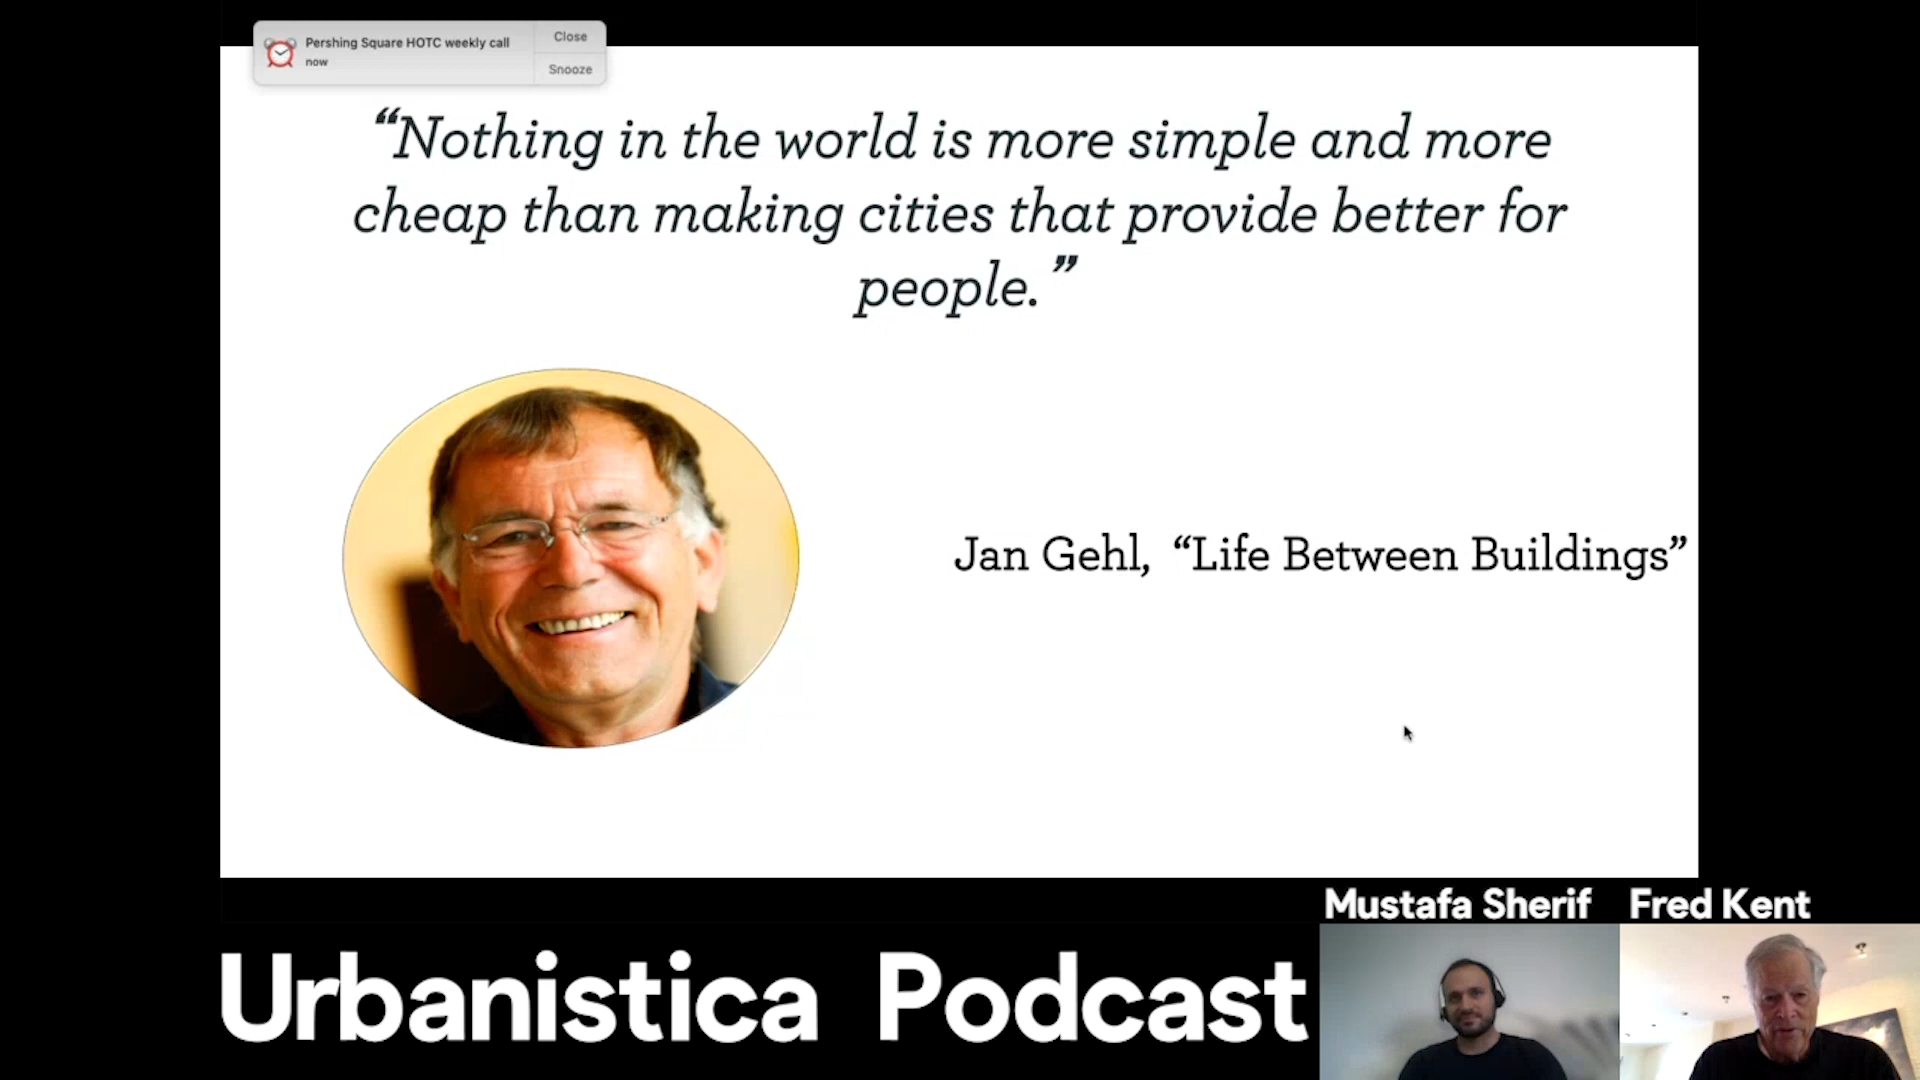 Pershing Square HOTC weekly call
now
Close
Snooze
“Nothing in the world is more simple and more
cheap than making cities that provide better for
people.”
Jan Gehl, “Life Between Buildings”
Mustafa Sherif
Fred Kent
Urbanistica Podcast